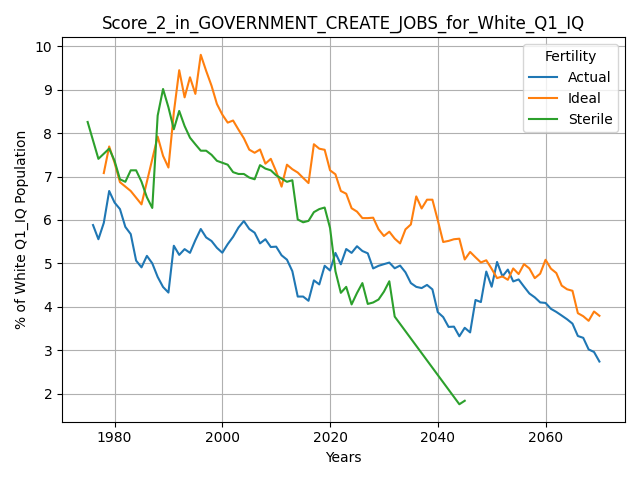 Score_2_in_GOVERNMENT_CREATE_JOBS_for_White_Q1_IQ
Fertility
Actual
Ideal
Sterile
% of White Q1_IQ Population
10
9
8
7
6
5
4
3
2
1980
2000
2020
2040
2060
Years